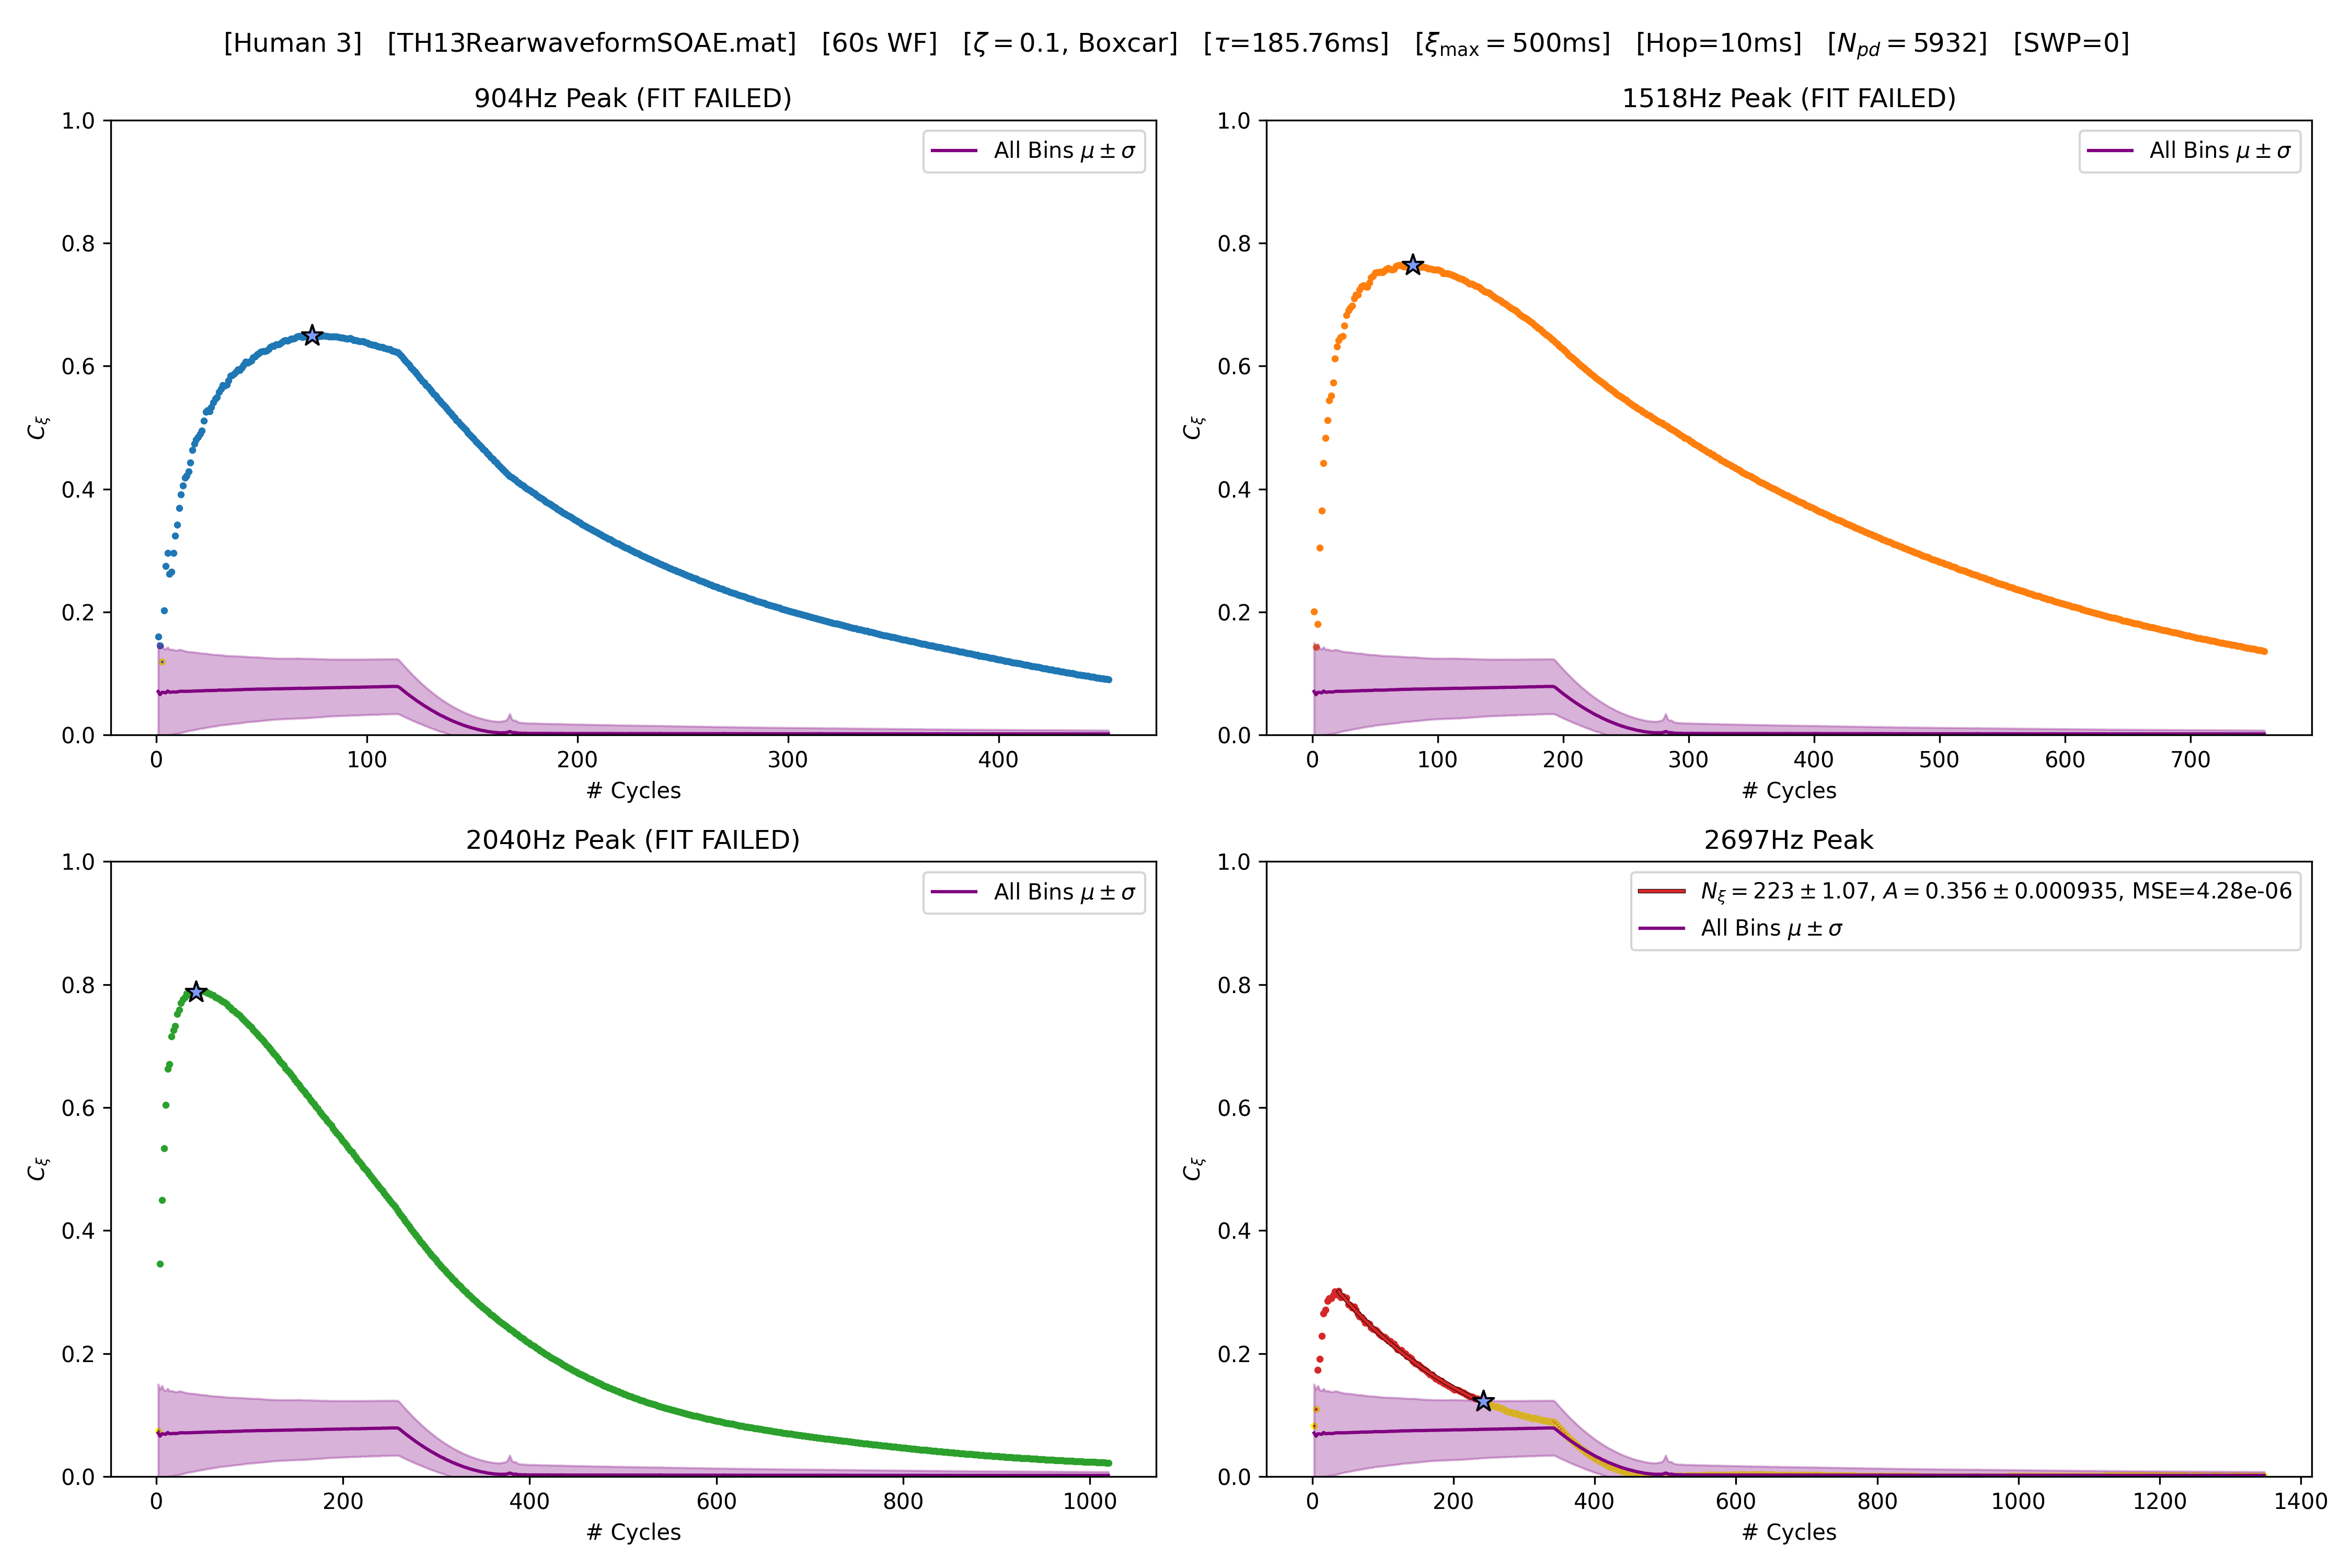 [Human 3] [TH13RearwaveformSOAE.mat] [60s WF] [ζ = 0.1, Boxcar] [τ=185.76ms] [ξmax = 500ms] [Hop=10ms] [Npd = 5932] [SWP=0]
904Hz Peak (FIT FAILED)
1.0
0.8
0.6
0.4
0.2
0.0
Cξ
All Bins μ ± σ
0 100 200 300 400
# Cycles
1518Hz Peak (FIT FAILED)
1.0
0.8
0.6
0.4
0.2
0.0
Cξ
All Bins μ ± σ
0 100 200 300 400 500 600 700
# Cycles
2040Hz Peak (FIT FAILED)
1.0
0.8
0.6
0.4
0.2
0.0
Cξ
All Bins μ ± σ
0 200 400 600 800 1000
# Cycles
2697Hz Peak
1.0
0.8
0.6
0.4
0.2
0.0
Cξ
Nξ = 223 ± 1.07, A = 0.356 ± 0.000935, MSE=4.28e-06
All Bins μ ± σ
0 200 400 600 800 1000 1200 1400
# Cycles